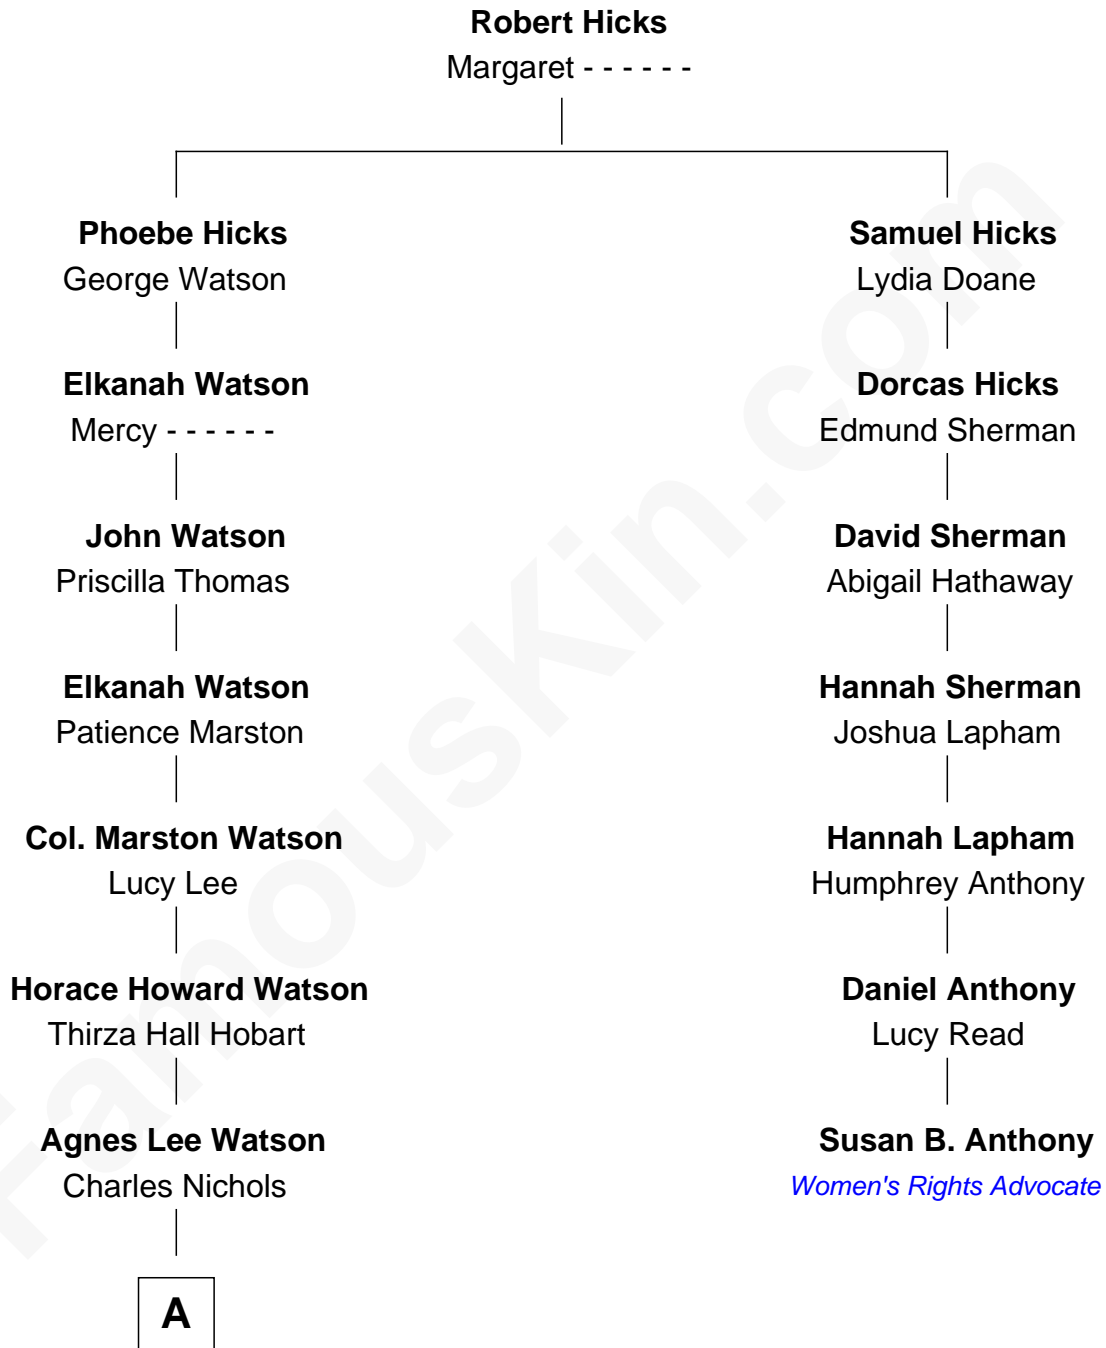 Robert Hicks
Margaret - - - - - -
Phoebe Hicks
George Watson
Elkanah Watson
Mercy - - - - - -
John Watson
Priscilla Thomas
Elkanah Watson
Patience Marston
Col. Marston Watson
Lucy Lee
Horace Howard Watson
Thirza Hall Hobart
Agnes Lee Watson
Charles Nichols
A
Samuel Hicks
Lydia Doane
Dorcas Hicks
Edmund Sherman
David Sherman
Abigail Hathaway
Hannah Sherman
Joshua Lapham
Hannah Lapham
Humphrey Anthony
Daniel Anthony
Lucy Read
Susan B. Anthony
Women's Rights Advocate
FamousKin.com